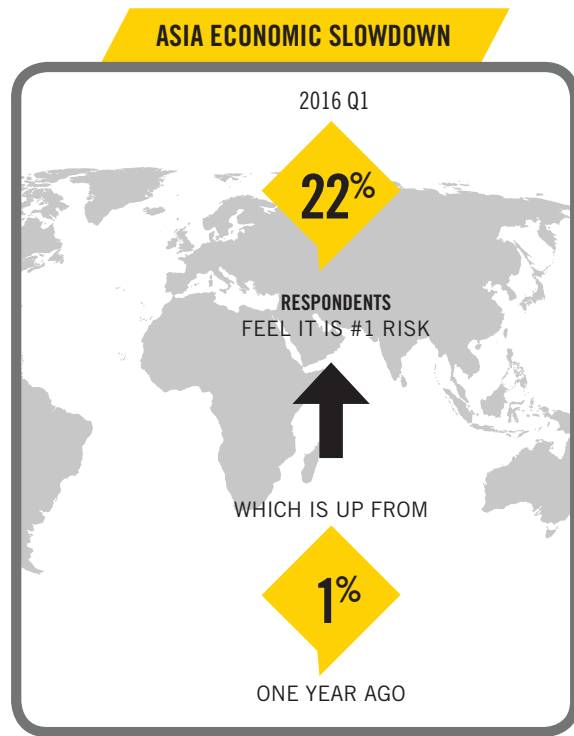 ASIA ECONOMIC SLOWDOWN
2016 Q1
22%
RESPONDENTS
FEEL IT IS #1 RISK
WHICH IS UP FROM
1%
ONE YEAR AGO